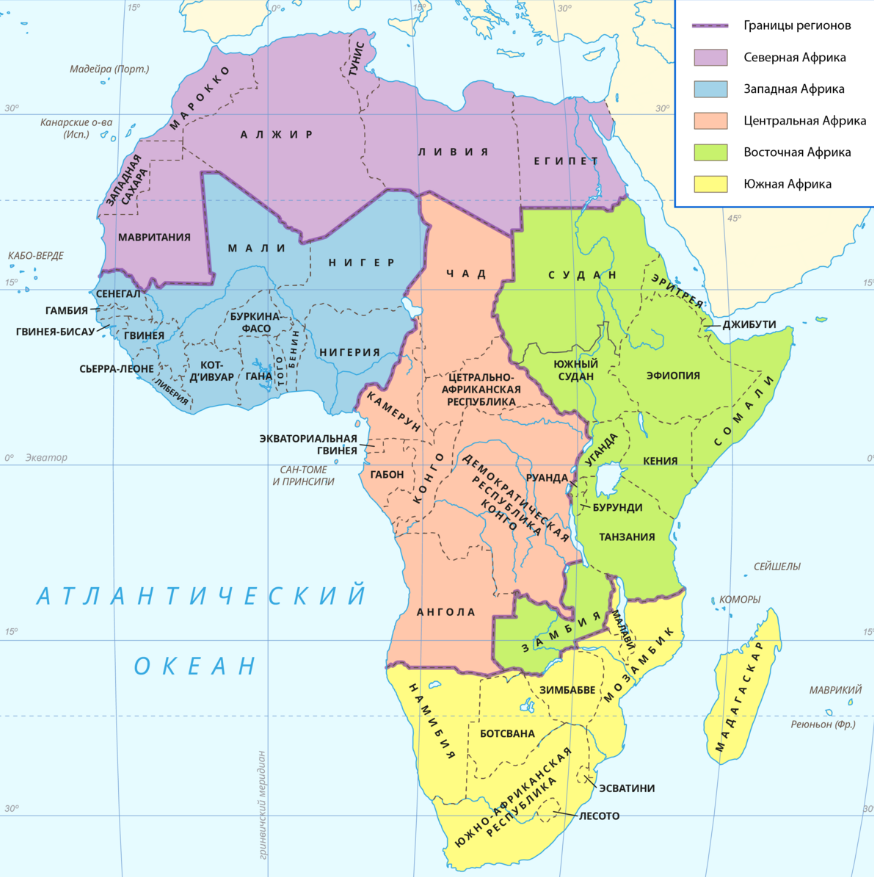 15°
0°
15°
30°
Границы регионов
Северная Африка
Западная Африка
Центральная Африка
Восточная Африка
Южная Африка
Мадейра (Порт.)
ТУНИС
МАРОККО
30°
30°
Канарские о-ва
(Исп.)
АЛЖИР
ЛИВИЯ
ЕГИПЕТ
ЗАПАДНАЯ
САХАРА
45°
МАВРИТАНИЯ
КАБО-ВЕРДЕ
МАЛИ
НИГЕР
ЧАД
СУДАН
ЭРИТРЕЯ
15°
15°
СЕНЕГАЛ
ГАМБИЯ
ГВИНЕЯ-БИСАУ
ГВИНЕЯ
БУРКИНА-
ФАСО
ДЖИБУТИ
СЬЕРРА-ЛЕОНЕ
ЛИБЕРИЯ
КОТ-
Д'ИВУАР
ГАНА
ТОГО
БЕНИН
НИГЕРИЯ
ЦЕТРАЛЬНО-
АФРИКАНСКАЯ
РЕСПУБЛИКА
ЮЖНЫЙ
СУДАН
ЭФИОПИЯ
СОМАЛИ
КАМЕРУН
ЭКВАТОРИАЛЬНАЯ
ГВИНЕЯ
0°
Экватор
САН-ТОМЕ
И ПРИНСИПИ
ГАБОН
КОНГО
ДЕМОКРАТИЧЕСКАЯ
РЕСПУБЛИКА
КОНГО
РУАНДА
УГАНДА
КЕНИЯ
0°
БУРУНДИ
ТАНЗАНИЯ
СЕЙШЕЛЫ
АТЛАНТИЧЕСКИЙ
ОКЕАН
АНГОЛА
ЗАМБИЯ
МАЛАВИ
КОМОРЫ
15°
15°
МОЗАМБИК
МАДАГАСКАР
МАВРИКИЙ
Реюньон (Фр.)
НАМИБИЯ
ЗИМБАБВЕ
БОТСВАНА
ЮЖНО-АФРИКАНСКАЯ
РЕСПУБЛИКА
ЭСВАТИНИ
ЛЕСОТО
гринвичский меридиан
30°
30°